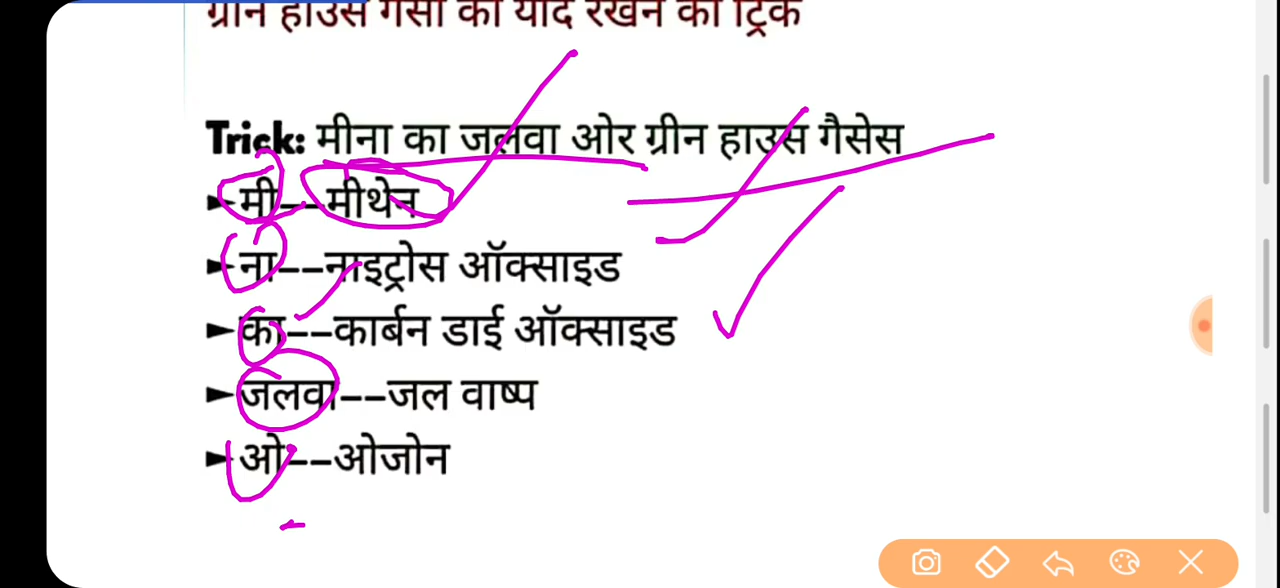 ग्रीन हाउस गैसों को याद रखने की ट्रिक
Trick: मीना का जलवा ओर ग्रीन हाउस गैसेस
►मी--मीथेन
►ना--नाइट्रोस ऑक्साइड
►का--कार्बन डाई ऑक्साइड
►जलवा--जल वाष्प
►ओ--ओजोन